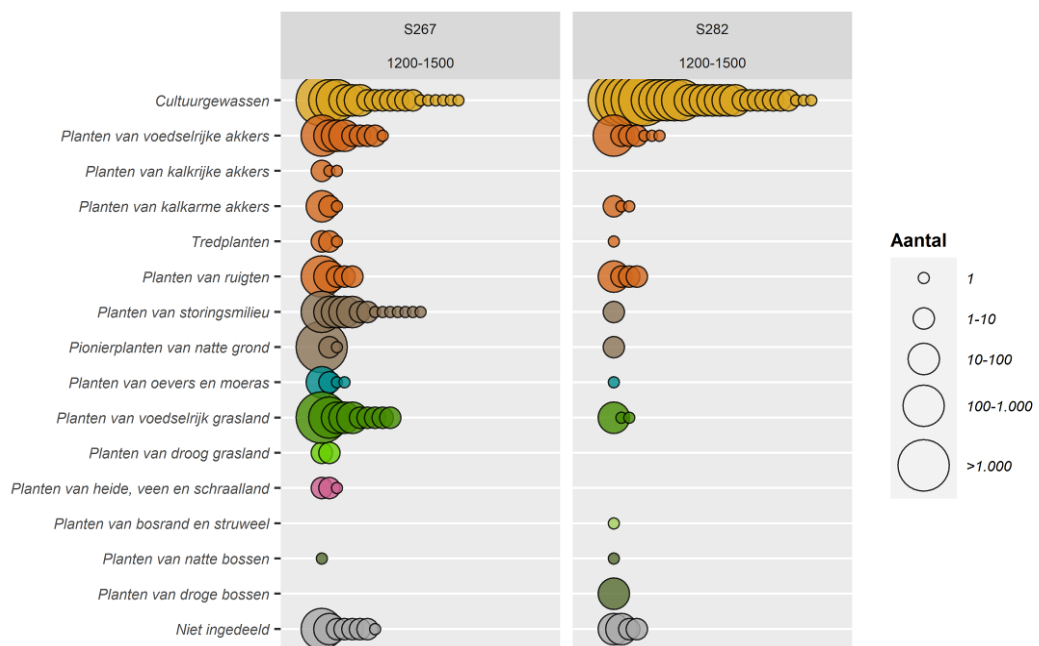 S267
S282
1200-1500
1200-1500
Cultuurgewassen
Planten van voedselrijke akkers
Planten van kalkrijke akkers
Planten van kalkarme akkers
Tredplanten
Planten van ruigten
Planten van storingsmilieu
Pionierplanten van natte grond
Planten van oevers en moeras
Planten van voedselrijk grasland
Planten van droog grasland
Planten van heide, veen en schraalland
Planten van bosrand en struweel
Planten van natte bossen
Planten van droge bossen
Niet ingedeeld
Aantal
1
1-10
10-100
100-1.000
>1.000